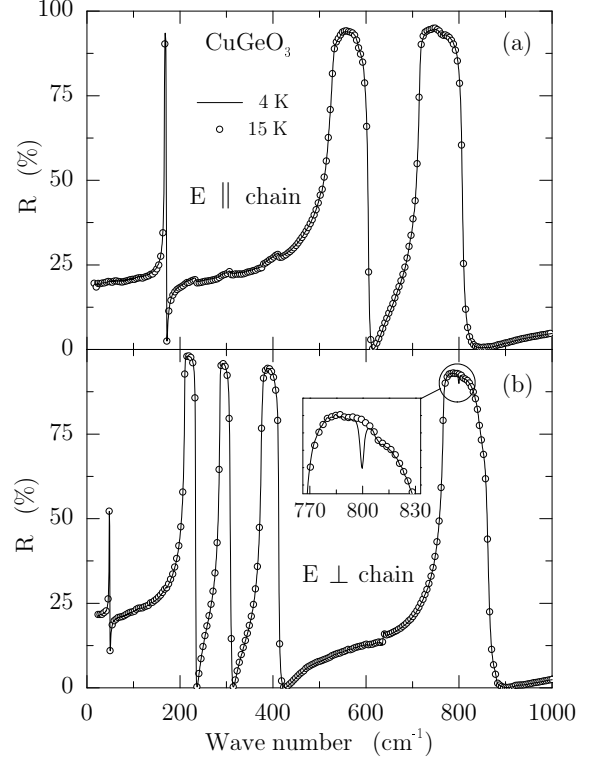 100
75
50
25
0
R (%)
CuGeO3
(a)
4 K
15 K
E ∥ chain
75
50
25
0
R (%)
(b)
770 800 830
E ⊥ chain
0 200 400 600 800 1000
Wave number (cm-1)